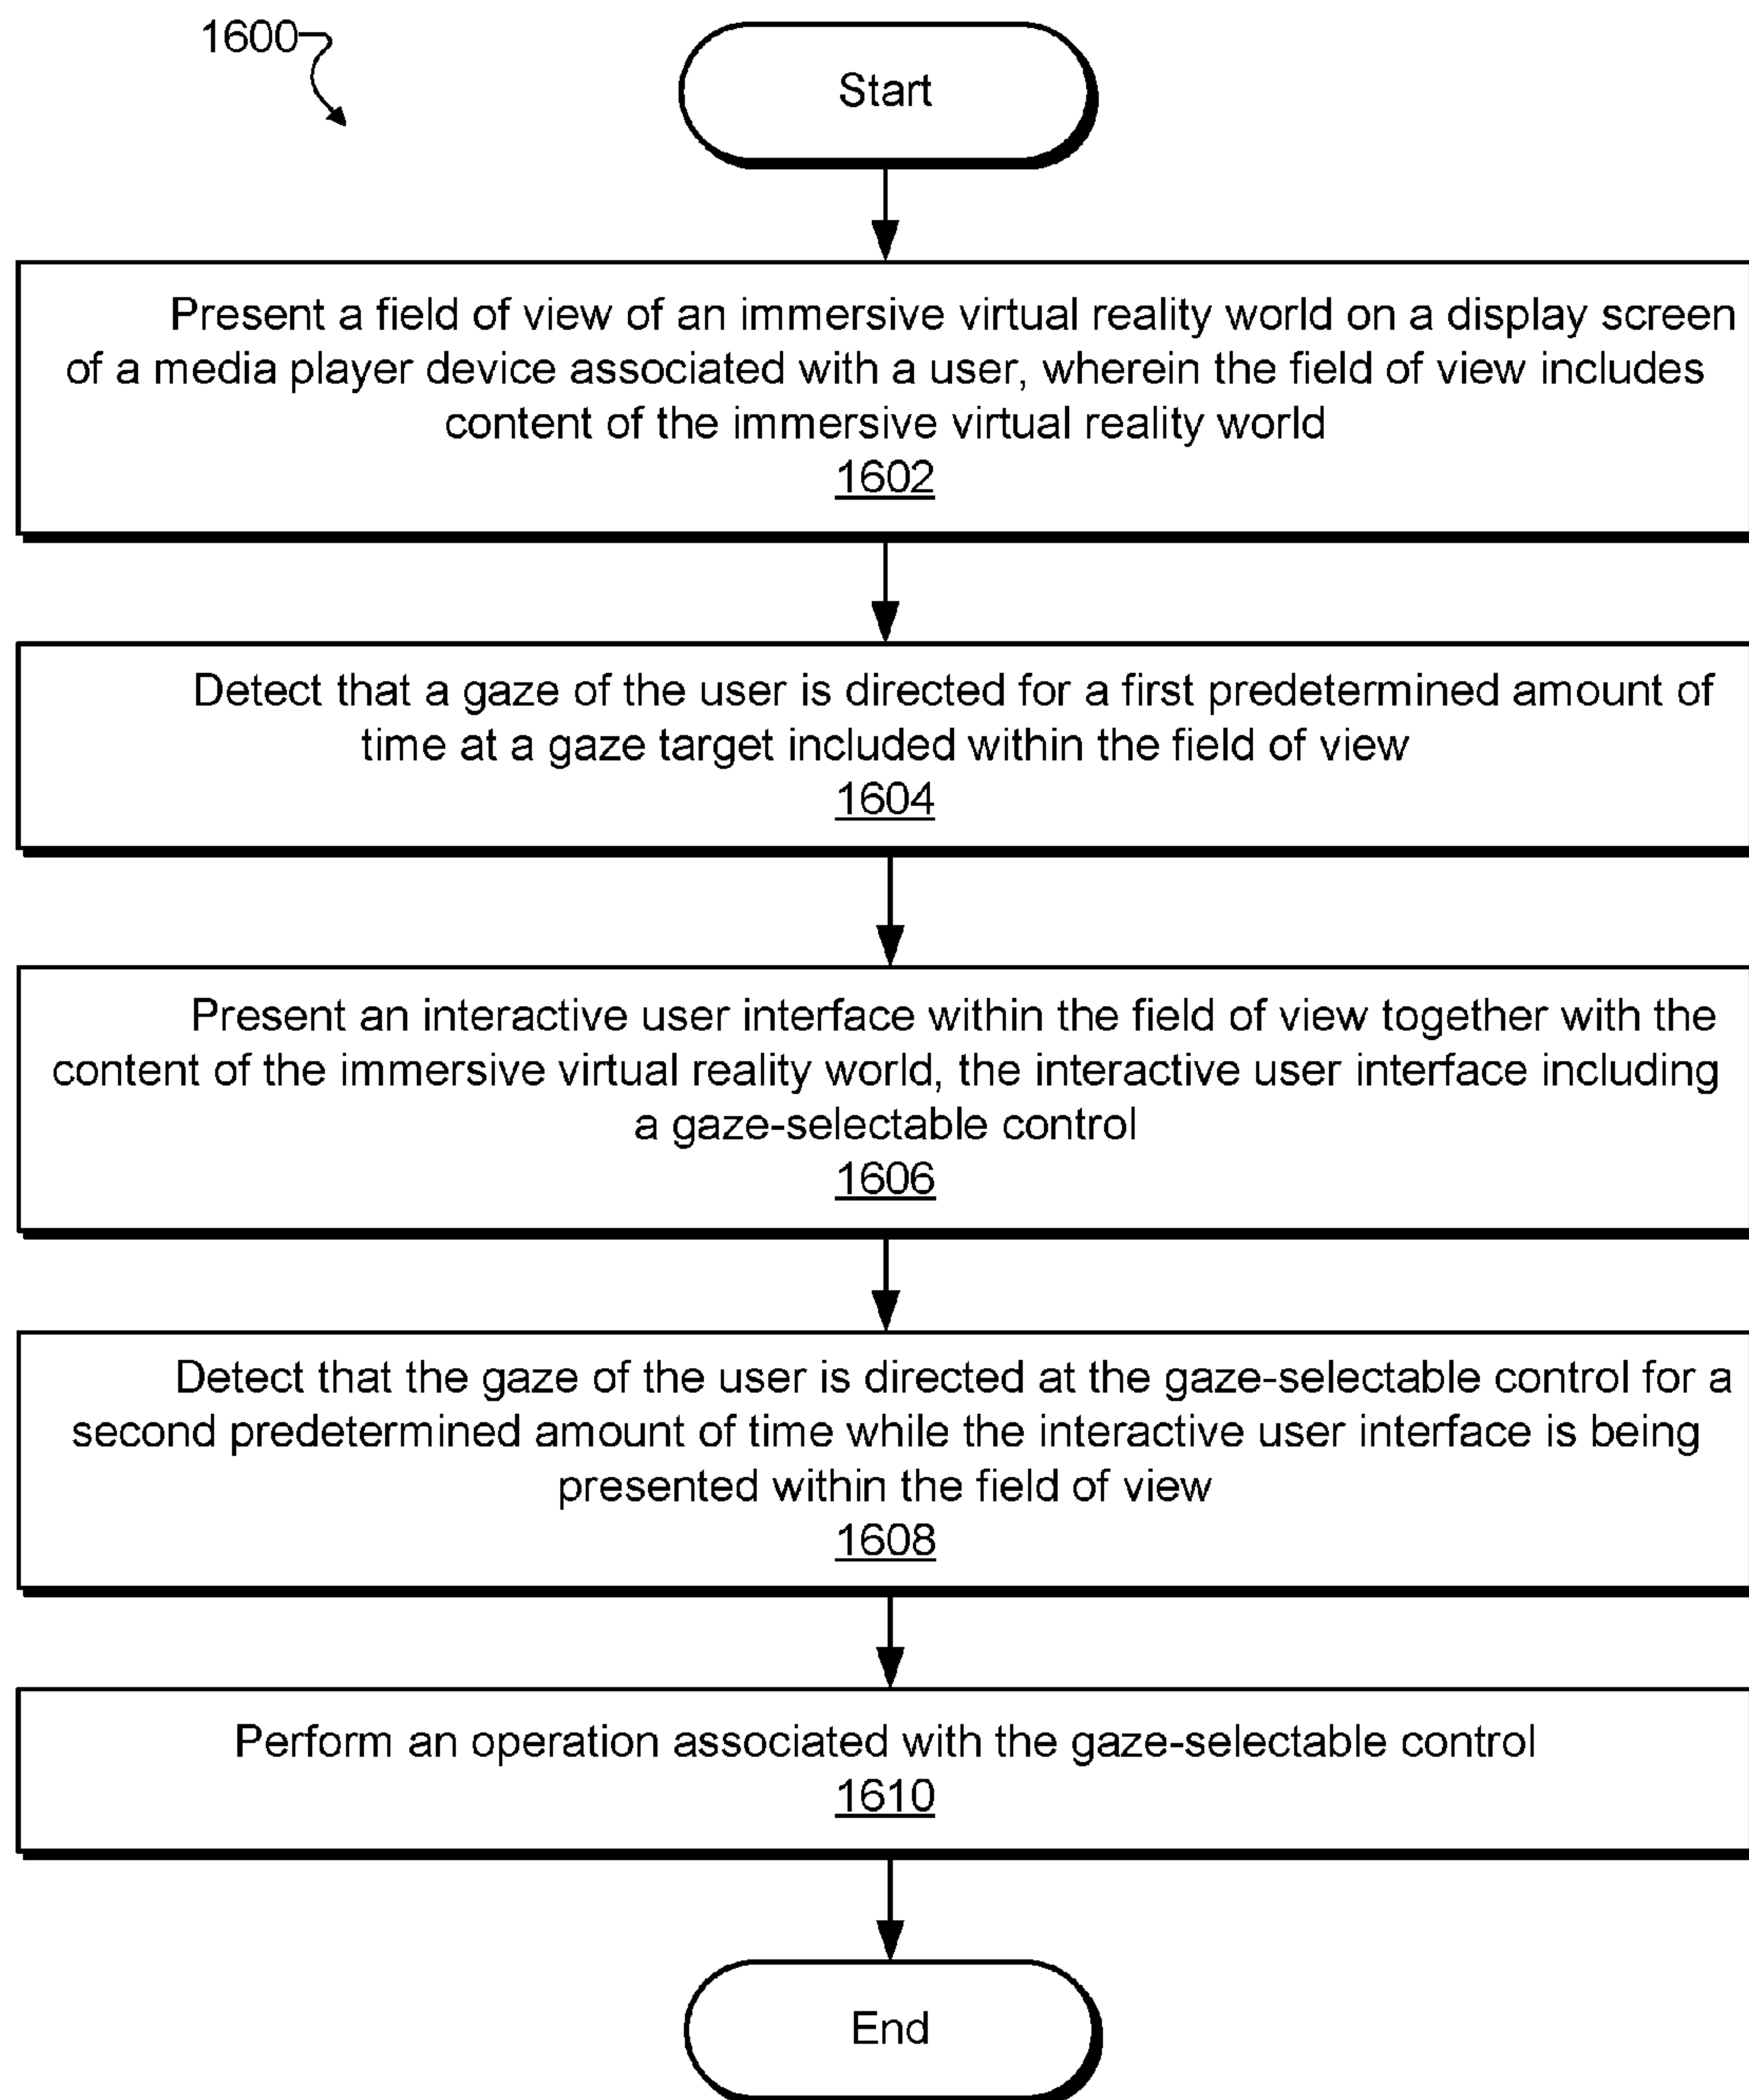 1600
Start
Present a field of view of an immersive virtual reality world on a display screen
of a media player device associated with a user, wherein the field of view includes
content of the immersive virtual reality world
1602
Detect that a gaze of the user is directed for a first predetermined amount of
time at a gaze target included within the field of view
1604
Present an interactive user interface within the field of view together with the
content of the immersive virtual reality world, the interactive user interface including
a gaze-selectable control
1606
Detect that the gaze of the user is directed at the gaze-selectable control for a
second predetermined amount of time while the interactive user interface is being
presented within the field of view
1608
Perform an operation associated with the gaze-selectable control
1610
End